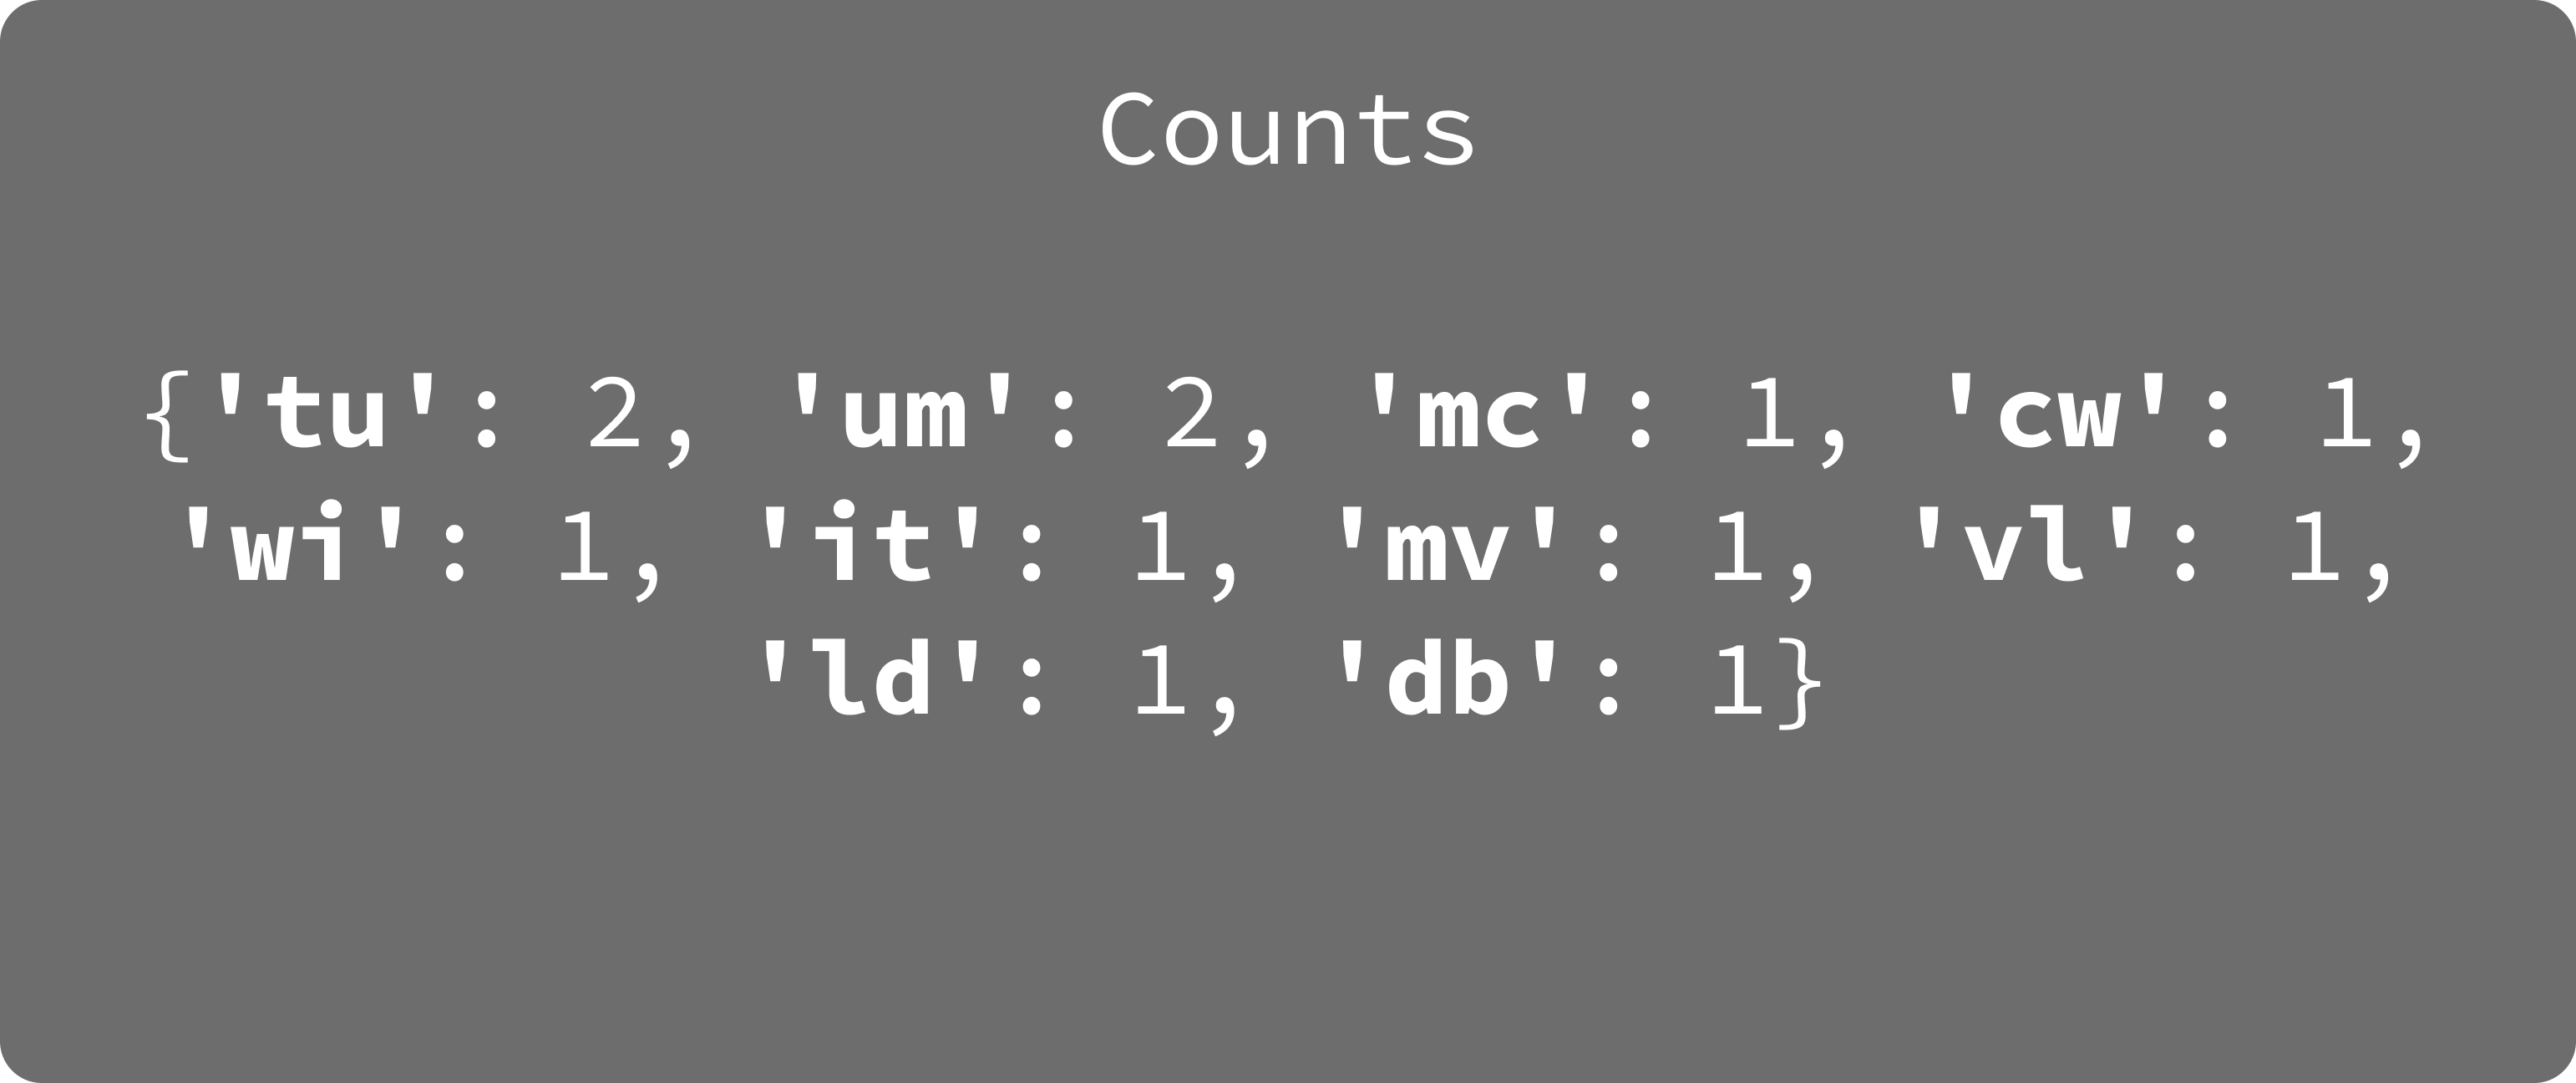 Counts
{'tu': 2, 'um': 2, 'mc': 1, 'cw': 1,
'wi': 1, 'it': 1, 'mv': 1, 'vl': 1,
'ld': 1, 'db': 1}